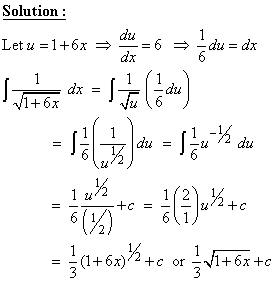 Solution :
Let u = 1+6x ⇒ du/dx = 6 ⇒ 1/6 du = dx
∫ 1/√(1+6x) dx = ∫ 1/√u (1/6 du)
= ∫ 1/6 (1/u^(1/2)) du = ∫ 1/6 u^(-1/2) du
= 1/6 u^(1/2)/(1/2) + c = 1/6 (2/1) u^(1/2) + c
= 1/3 (1+6x)^(1/2) + c or 1/3 √(1+6x) + c